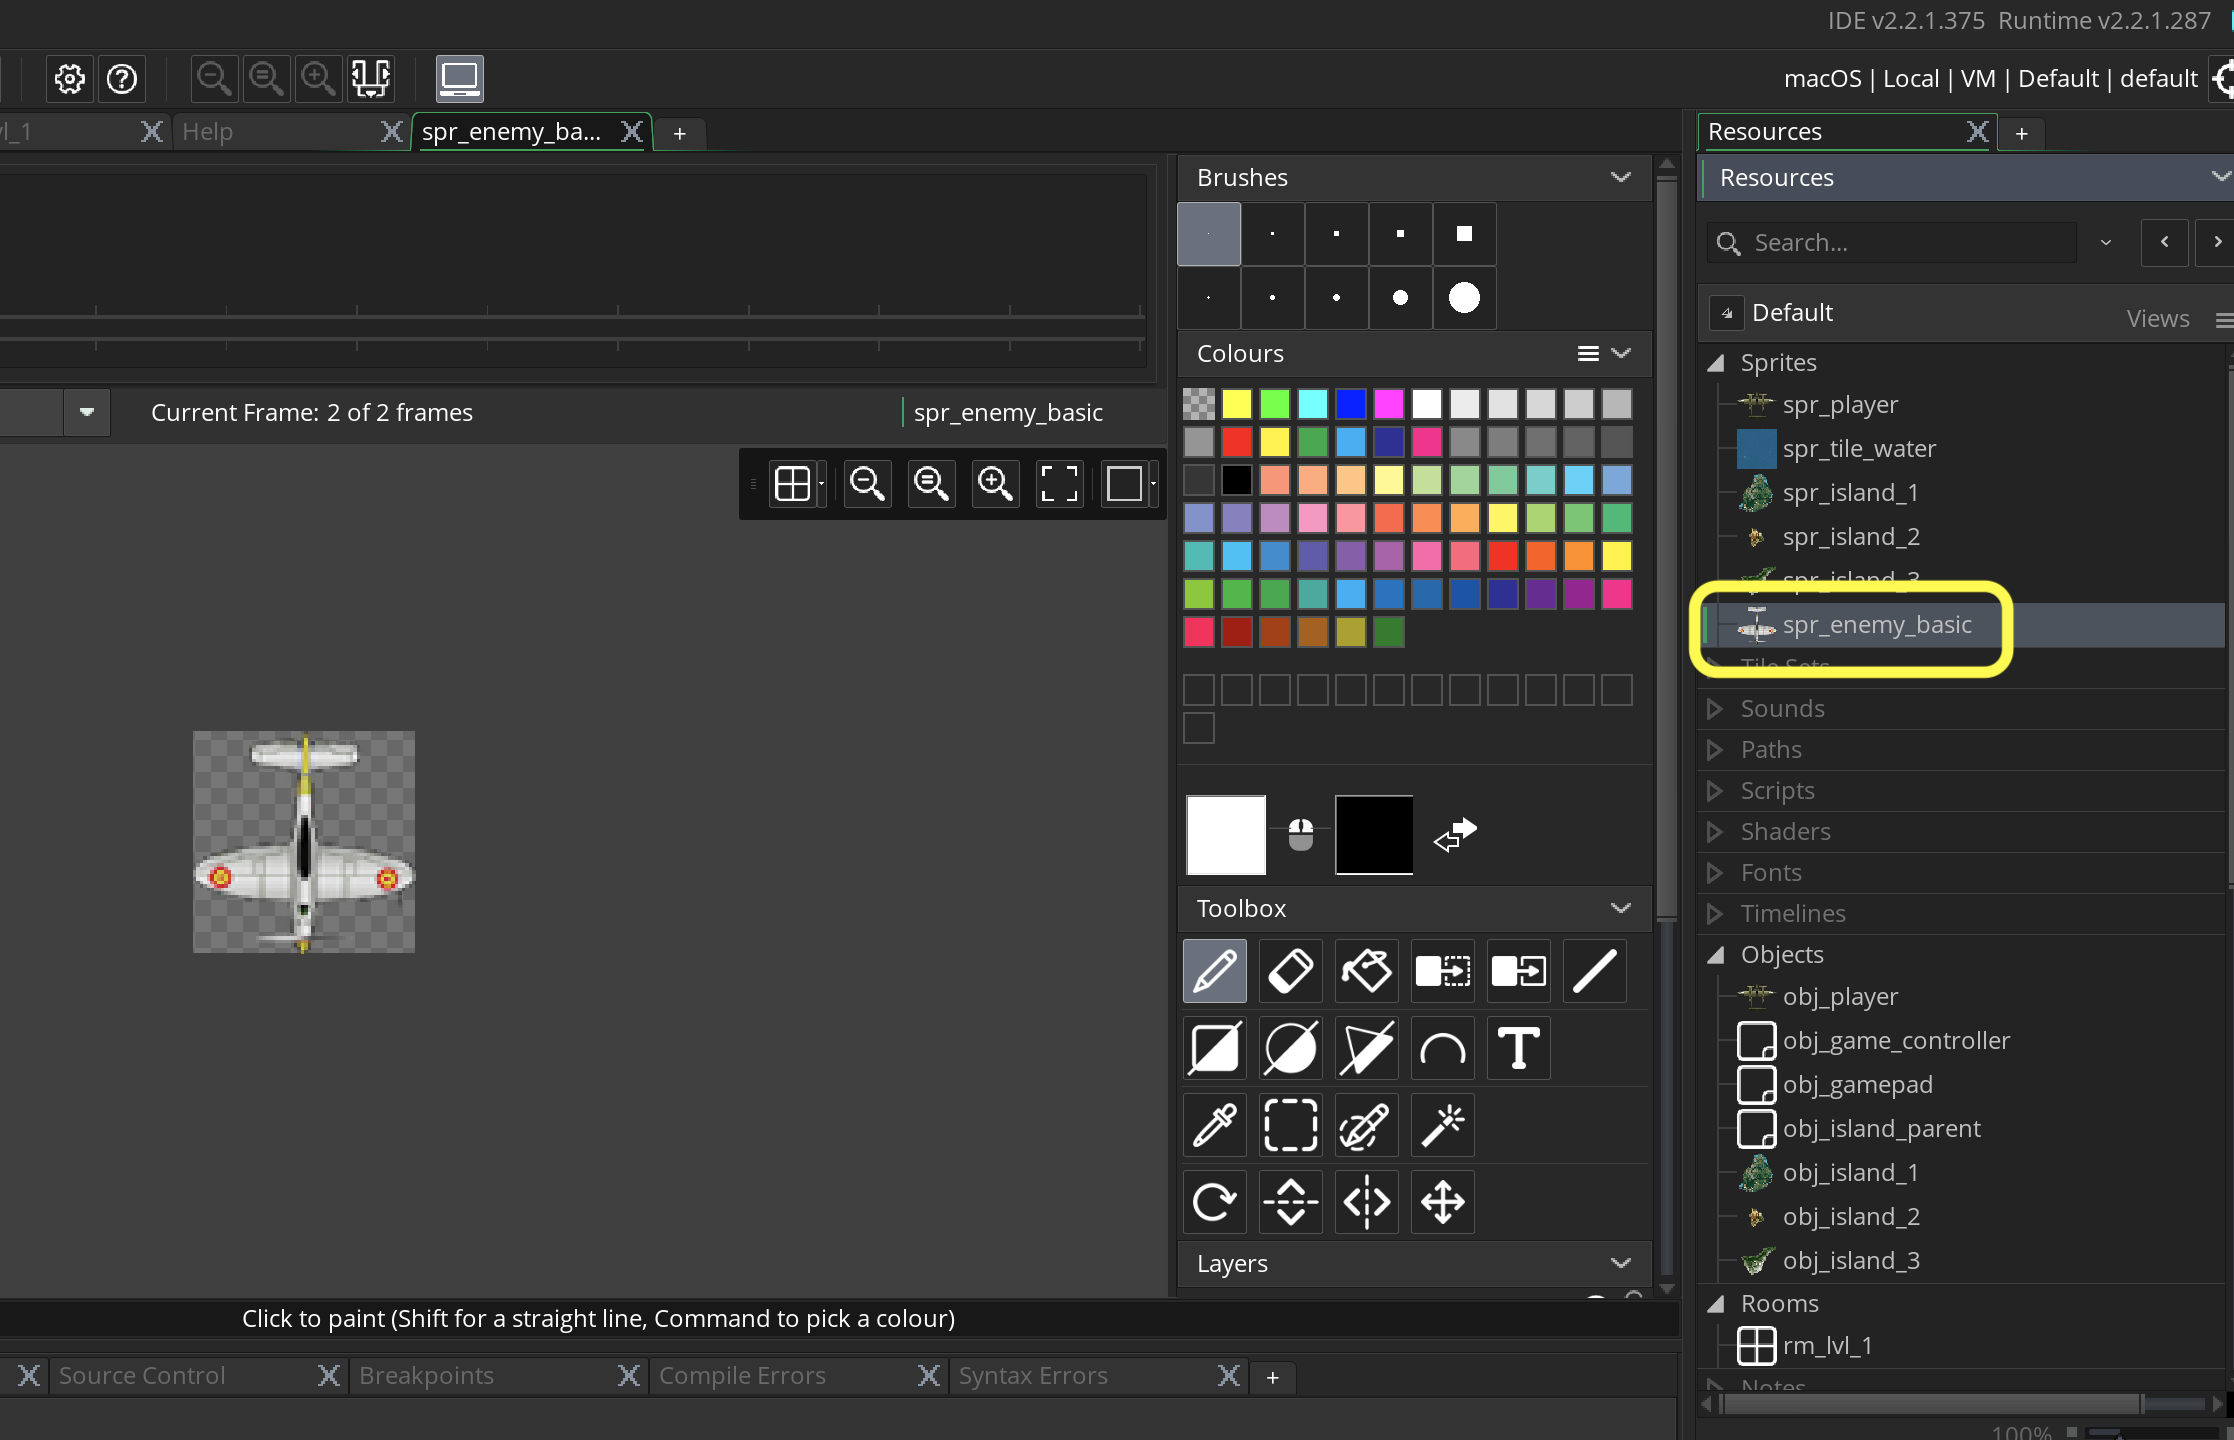 IDE v2.2.1.375 Runtime v2.2.1.287
macOS | Local | VM | Default | default
Help
spr_enemy_ba...
+
Resources
+
Brushes
Resources
Search...
Default
Views
Colours
Current Frame: 2 of 2 frames
spr_enemy_basic
Sprites
spr_player
spr_tile_water
spr_island_1
spr_island_2
spr_island_3
spr_enemy_basic
Tile Sets
Sounds
Paths
Scripts
Shaders
Fonts
Timelines
Objects
obj_player
obj_game_controller
obj_gamepad
obj_island_parent
obj_island_1
obj_island_2
obj_island_3
Rooms
rm_lvl_1
Notes
100%
Toolbox
T
Layers
Click to paint (Shift for a straight line, Command to pick a colour)
Source Control
Breakpoints
Compile Errors
Syntax Errors
+